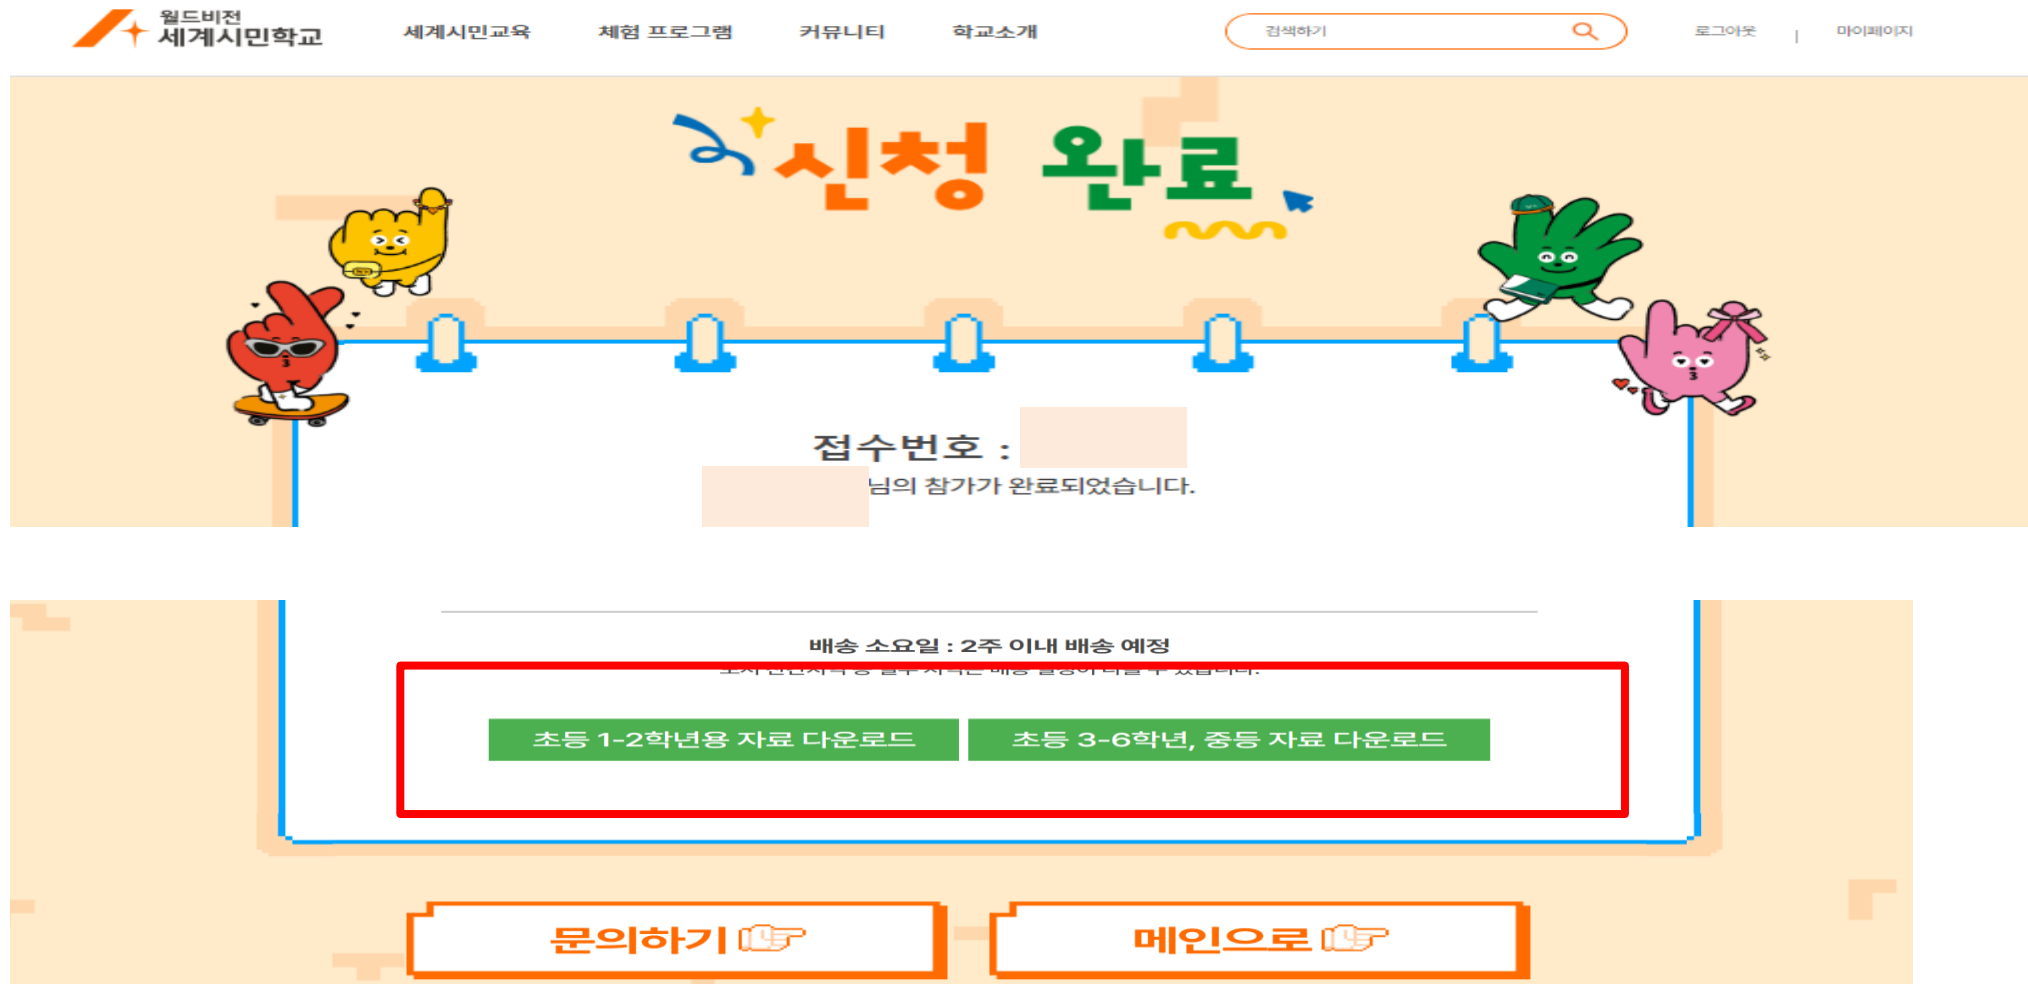 월드비전
세계시민학교
세계시민교육 체험 프로그램 커뮤니티 학교소개 검색하기 로그아웃 | 마이페이지
신청 완료
접수번호 :
님의 참가가 완료되었습니다.
배송 소요일 : 2주 이내 배송 예정
초등 1-2학년용 자료 다운로드 초등 3-6학년, 중등 자료 다운로드
문의하기 메인으로